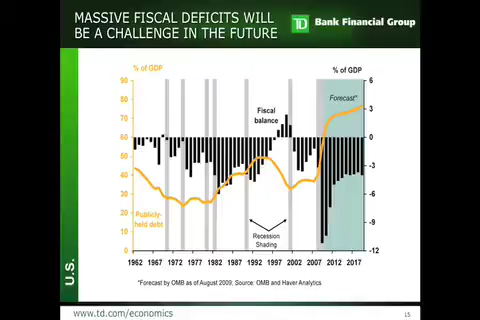 MASSIVE FISCAL DEFICITS WILL
BE A CHALLENGE IN THE FUTURE
TD Bank Financial Group
% of GDP
% of GDP
90
80
70
60
50
40
30
20
10
0
6
3
0
-3
-6
-9
-12
Forecast*
Fiscal
balance
Publicly-
held debt
Recession
Shading
1962 1967 1972 1977 1982 1987 1992 1997 2002 2007 2012 2017
*Forecast by OMB as of August 2009; Source: OMB and Haver Analytics
U.S.
www.td.com/economics
15